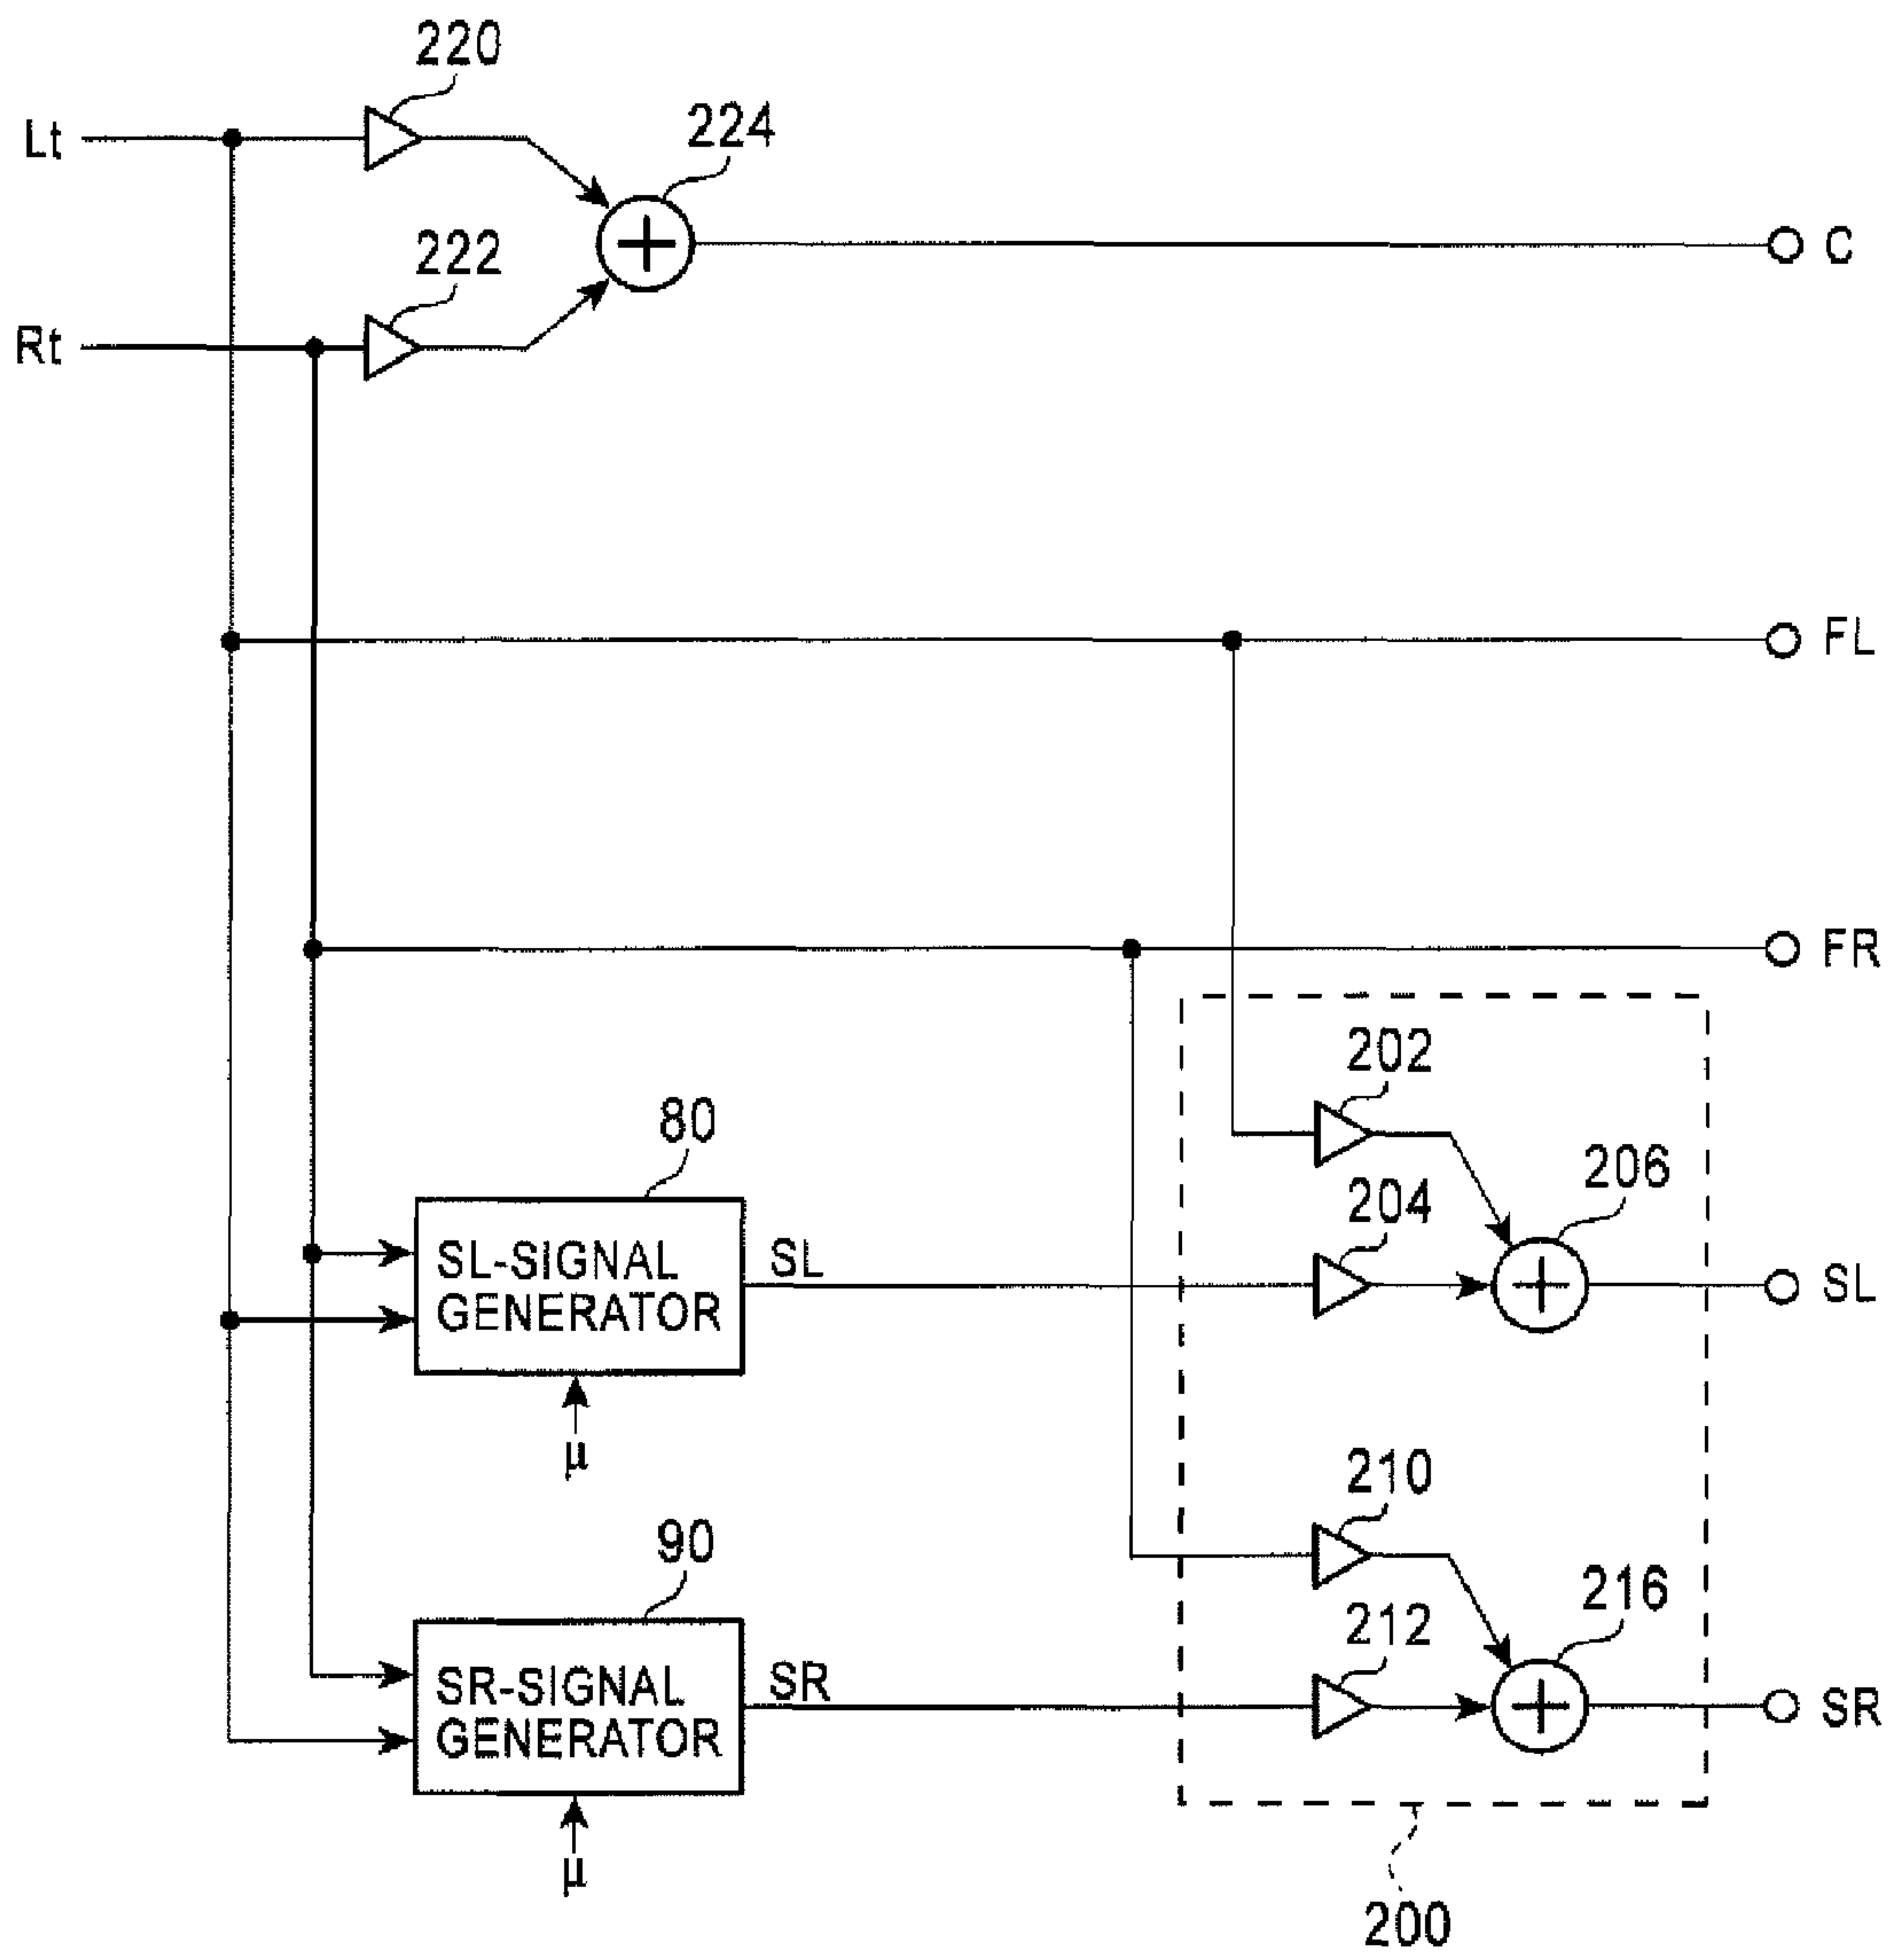 220
Lt
224
222
C
Rt
FL
FR
202
80
206
204
SL-SIGNAL
GENERATOR
SL
SL
μ
210
90
216
212
SR-SIGNAL
GENERATOR
SR
SR
μ
200